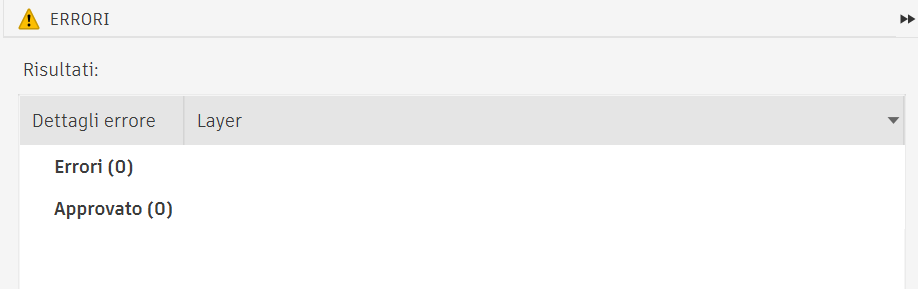 ERRORI
Risultati:
Dettagli errore Layer
Errori (0)
Approvato (0)